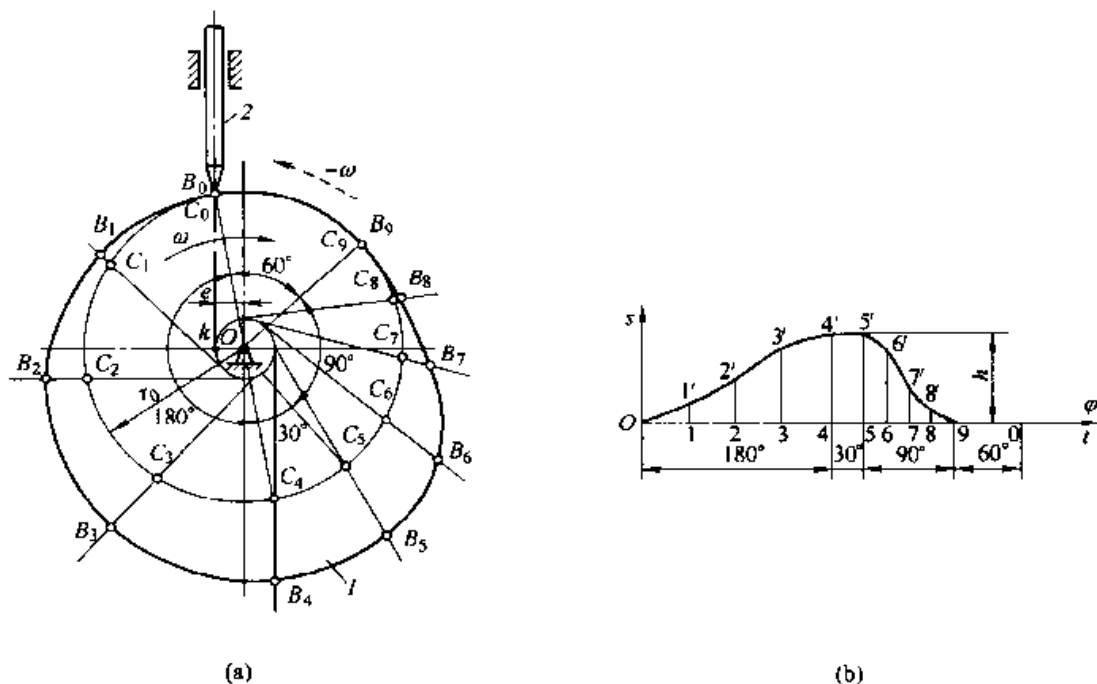 2
B₀
C₀
-ω
B₁
C₁
ω
C₉ B₉
60°
C₈ B₈
e
k O
C₇ B₇
B₂ C₂
90°
r₀
180°
C₆
30°
C₃
C₅
B₆
C₄
B₃
B₅
1
B₄
(a)
s
4' 5'
3'
6'
h
2'
7'
1'
8'
O
φ
1 2 3 4 5 6 7 8 9 0
t
180° 30° 90° 60°
(b)